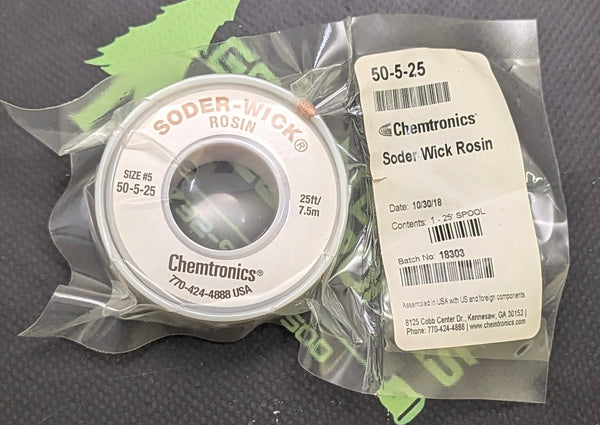 SODER-WICK®
ROSIN
SIZE #5
50-5-25
25ft/
7.5m
Chemtronics®
770-424-4888 USA
50-5-25
Chemtronics®
Soder-Wick Rosin
Date: 10/30/18
Contents: 1 - 25' SPOOL
Batch No: 18303
Assembled in USA with US and foreign components
8125 Cobb Center Dr., Kennesaw, GA 30152 |
Phone: 770-424-4888 | www.chemtronics.com